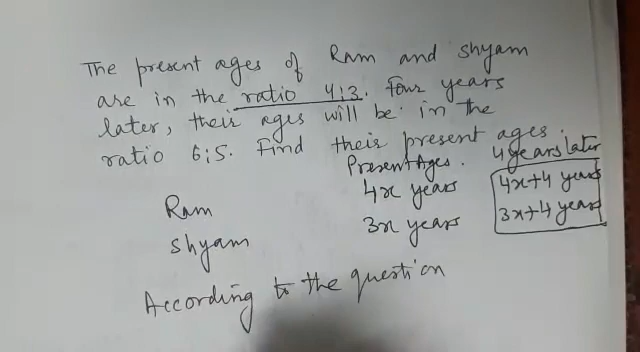 The present ages of Ram and Shyam
are in the ratio 4:3. Four years
later, their ages will be in the
ratio 6:5. Find their present ages.
Present Ages. 4 years later
Ram 4x years 4x+4 years
Shyam 3x years 3x+4 years
According to the question